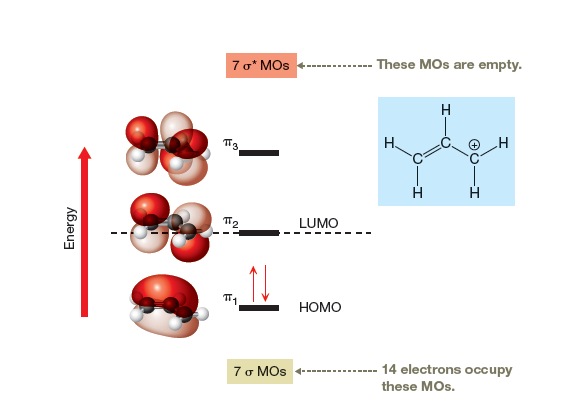 7 σ* MOs
These MOs are empty.
H
H
C
C
⊕
C
H
H
H
π3
π2
LUMO
Energy
π1
HOMO
7 σ MOs
14 electrons occupy
these MOs.